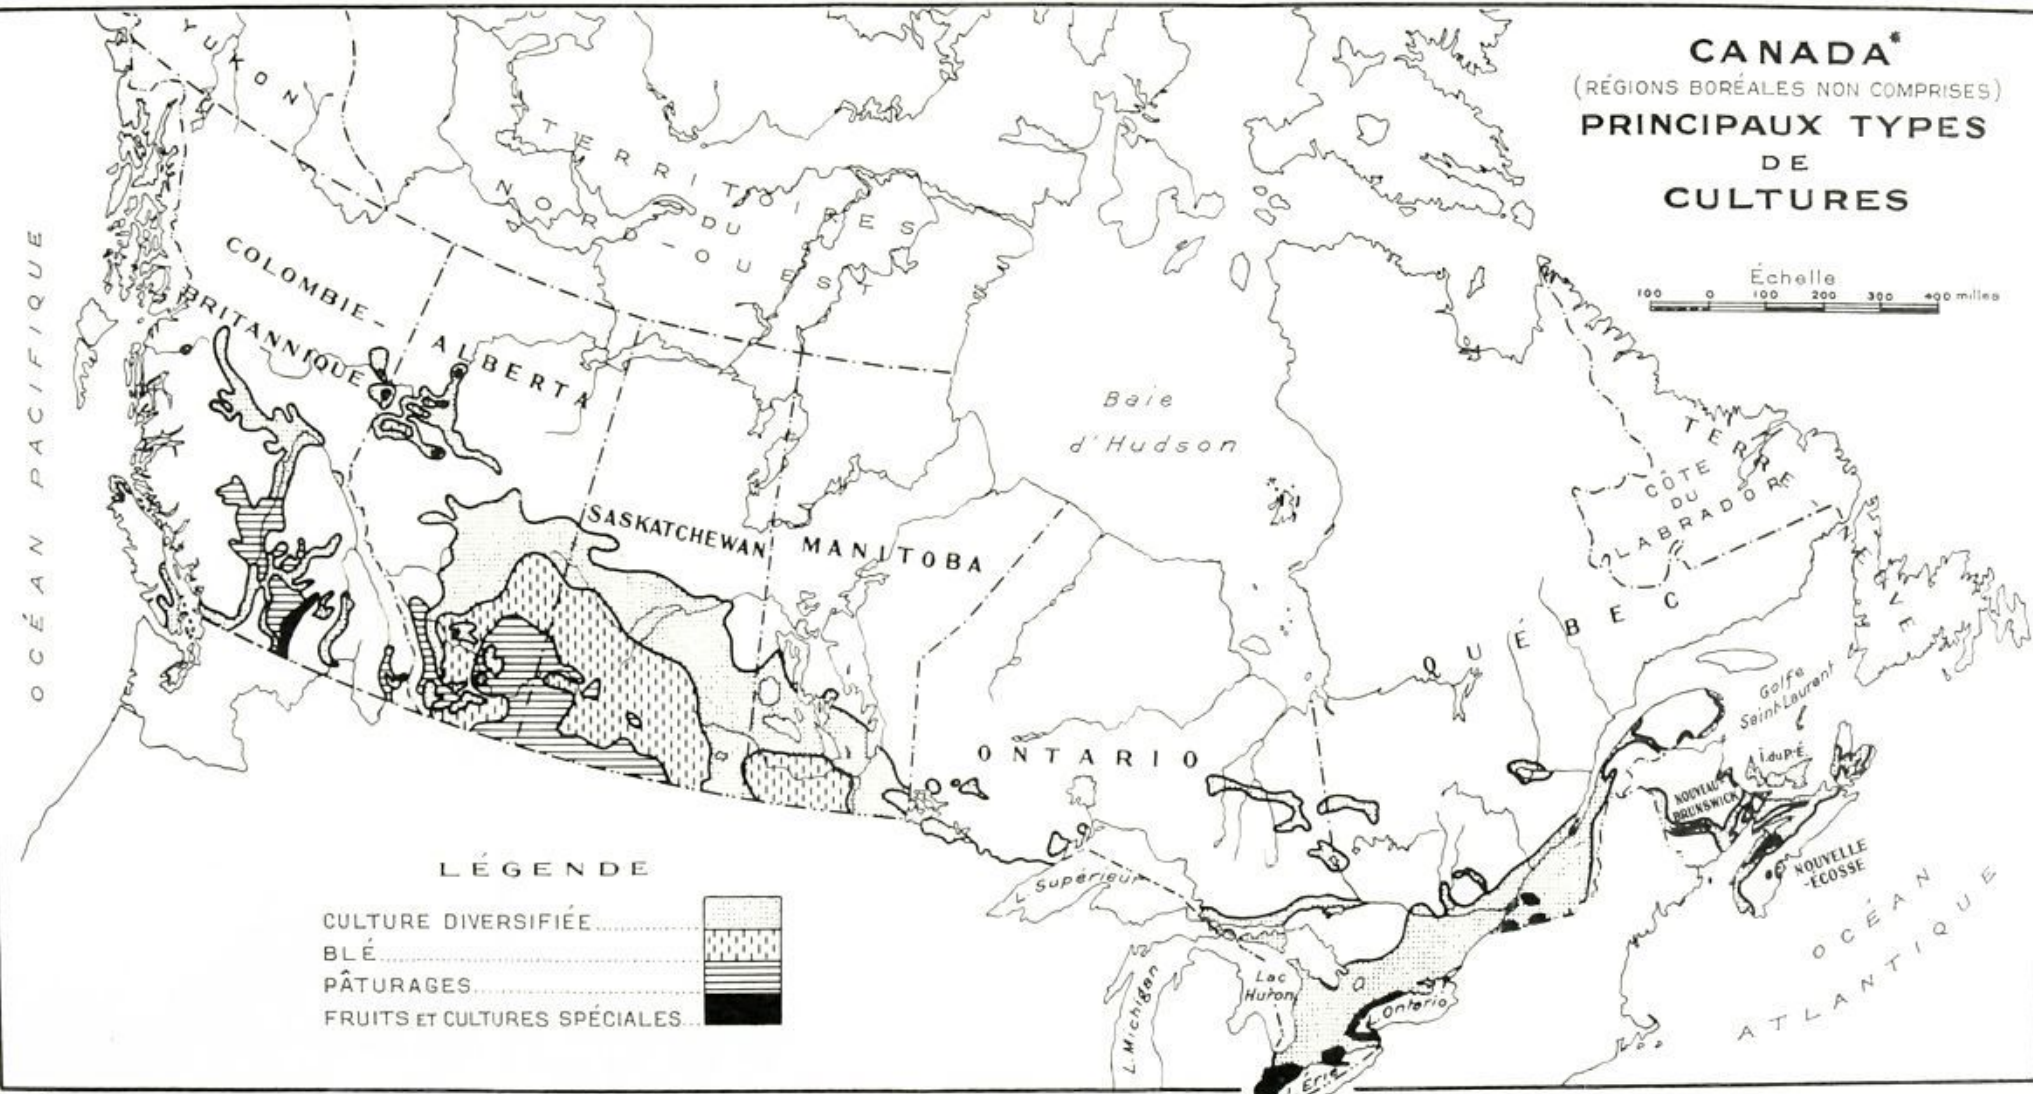 CANADA*
(RÉGIONS BORÉALES NON COMPRISES)
PRINCIPAUX TYPES
DE
CULTURES
Échelle
100 0 100 200 300 400 milles
YUKON
TERRITOIRES
DU
NORD-OUEST
OCÉAN PACIFIQUE
COLOMBIE-
BRITANNIQUE
ALBERTA
SASKATCHEWAN
MANITOBA
Baie
d'Hudson
ONTARIO
QUÉBEC
TERRE
NEUVE
CÔTE
DU
LABRADOR
Golfe
Saint-Laurent
I. du P.-É.
NOUVEAU
BRUNSWICK
NOUVELLE
-ÉCOSSE
OCÉAN
ATLANTIQUE
L. Supérieur
L. Michigan
Lac
Huron
L. Ontario
L. Érié
LÉGENDE
CULTURE DIVERSIFIÉE
BLÉ
PÂTURAGES
FRUITS ET CULTURES SPÉCIALES